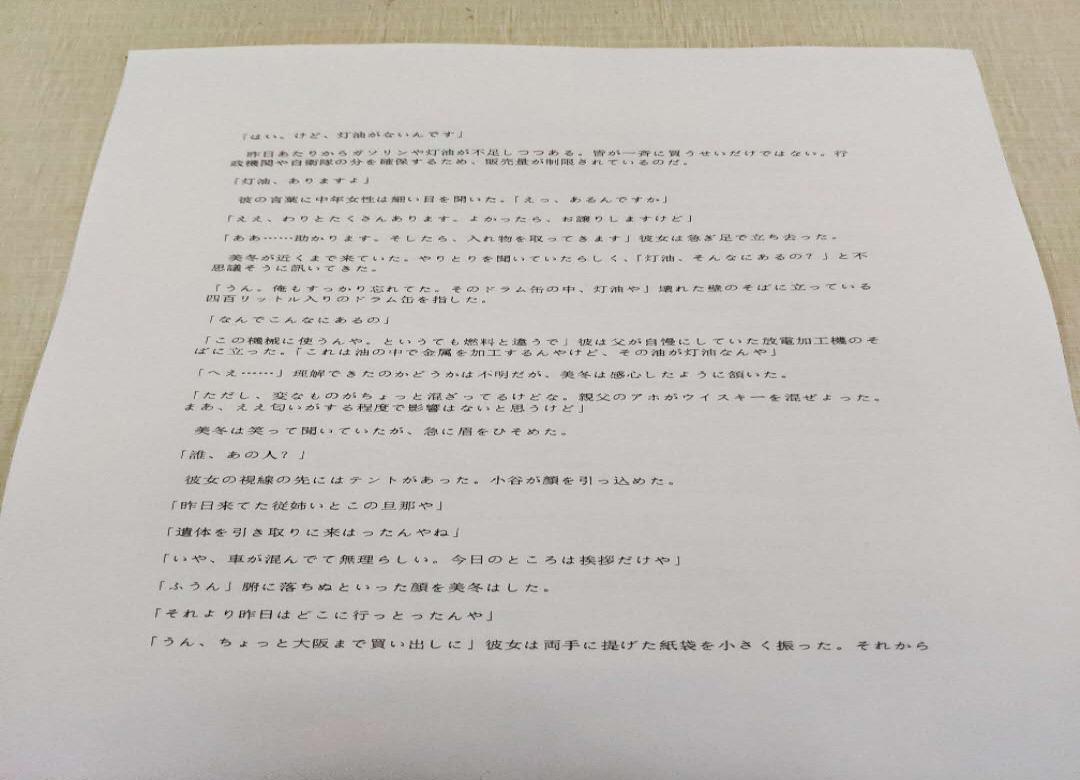 「はい。けど、灯油がないんです」
昨日あたりからガソリンや灯油が不足しつつある。皆が一斉に買うせいだけではない。行
政機関や自衛隊の分を確保するため、販売量が制限されているのだ。
「灯油、ありますよ」
彼の言葉に中年女性は細い目を開いた。「えっ、あるんですか」
「ええ、わりとたくさんあります。よかったら、お譲りしますけど」
「ああ……助かります。そしたら、入れ物を取ってきます」彼女は急ぎ足で立ち去った。
美冬が近くまで来ていた。やりとりを聞いていたらしく、「灯油、そんなにあるの？」と不
思議そうに訊いてきた。
「うん。俺もすっかり忘れてた。そのドラム缶の中、灯油や」壊れた壁のそばに立っている
四百リットル入りのドラム缶を指した。
「なんでこんなにあるの」
「この機械に使うんや。というても燃料と違うで」彼は父が自慢にしていた放電加工機のそ
ばに立った。「これは油の中で金属を加工するんやけど、その油が灯油なんや」
「へえ……」理解できたのかどうかは不明だが、美冬は感心したように頷いた。
「ただし、変なものがちょっと混ざってるけどな。親父のアホがウイスキーを混ぜよった。
まあ、ええ匂いがする程度で影響はないと思うけど」
美冬は笑って聞いていたが、急に眉をひそめた。
「誰、あの人？」
彼女の視線の先にはテントがあった。小谷が顔を引っ込めた。
「昨日来てた従姉いとこの旦那や」
「遺体を引き取りに来はったんやね」
「いや、車が混んでて無理らしい。今日のところは挨拶だけや」
「ふうん」腑に落ちぬといった顔を美冬はした。
「それより昨日はどこに行っとったんや」
「うん、ちょっと大阪まで買い出しに」彼女は両手に提げた紙袋を小さく振った。それから